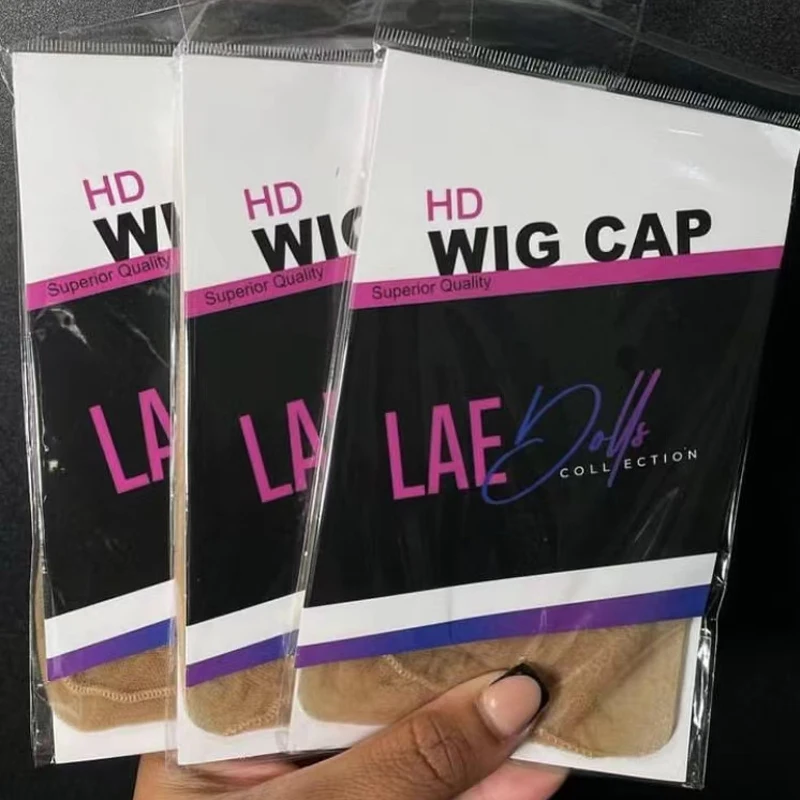 HD
WI
Superior Quality
LA
HD
WIG
Superior Quality
LA
HD
WIG CAP
Superior Quality
LAE Dolls
COLLECTION